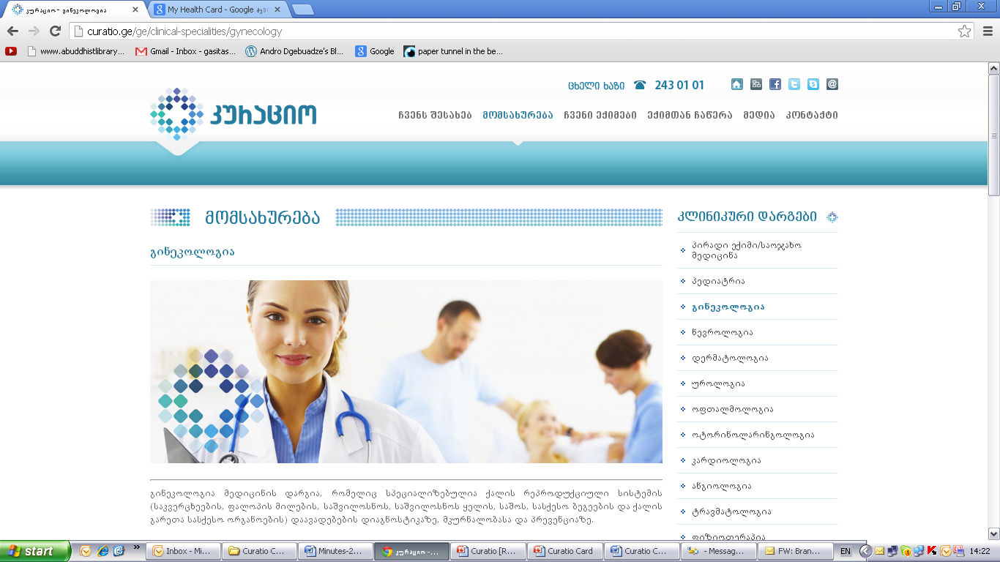 კურაციო - გინეკოლოგია
My Health Card - Google
curatio.ge/ge/clinical-specialities/gynecology
www.abuddhistlibrary...
Gmail - Inbox - gasitas...
Andro Dgebuadze's Bl...
Google
paper tunnel in the be...
ცხელი ხაზი 243 01 01
კურაციო
ჩვენს შესახებ მომსახურება ჩვენი ექიმები ექიმთან ჩაწერა მედია კონტაქტი
მომსახურება
გინეკოლოგია
გინეკოლოგია მედიცინის დარგია, რომელიც სპეციალიზებულია ქალის რეპროდუქციული სისტემის
(საკვერცხეების, ფალოპის მილების, საშვილოსნოს, საშვილოსნოს ყელის, საშოს, სასქესო ბაგეების და ქალის
გარეთა სასქესო ორგანოების) დაავადებების დიაგნოსტიკაზე, მკურნალობასა და პრევენციაზე.
კლინიკური დარგები
პირადი ექიმი/საოჯახო
მედიცინა
პედიატრია
გინეკოლოგია
ნევროლოგია
დერმატოლოგია
უროლოგია
ოფთალმოლოგია
ოტორინოლარინგოლოგია
კარდიოლოგია
ანგიოლოგია
ტრავმატოლოგია
ფიზიოთერაპია
start
Inbox - Mi...
Curatio C...
Minutes-2...
კურაციო -...
Curatio [R...
Curatio Card
Curatio C...
- Messag...
FW: Bran...
EN
14:22